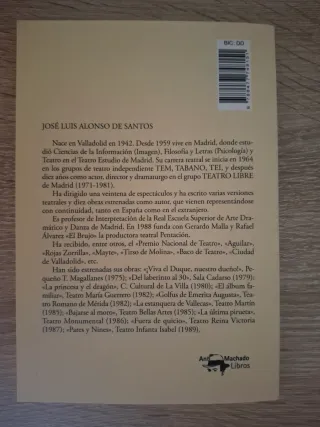 BIC: DD
JOSÉ LUIS ALONSO DE SANTOS
Nace en Valladolid en 1942. Desde 1959 vive en Madrid, donde estu-
dió Ciencias de la Información (Imagen), Filosofía y Letras (Psicología) y
Teatro en el Teatro Estudio de Madrid. Su carrera teatral se inicia en 1964
en los grupos de teatro independiente TEM, TABANO, TEI, y después
diez años como actor, director y dramaturgo en el grupo TEATRO LIBRE
de Madrid (1971-1981).
Ha dirigido una veintena de espectáculos y ha escrito varias versiones
teatrales y diez obras estrenadas como autor, que vienen representándose
con continuidad, tanto en España como en el extranjero.
Es profesor de Interpretación de la Real Escuela Superior de Arte Dra-
mático y Danza de Madrid. En 1988 funda con Gerardo Malla y Rafael
Álvarez «El Brujo» la productora teatral Pentación.
Ha recibido, entre otros, el «Premio Nacional de Teatro», «Aguilar»,
«Rojas Zorrilla», «Mayte», «Tirso de Molina», «Baco de Teatro», «Ciudad
de Valladolid», etc.
Han sido estrenadas sus obras: «¡Viva el Duque, nuestro dueño!», Pe-
queño T. Magallanes (1975); «Del laberinto al 30», Sala Cadarso (1979);
«La princesa y el dragón», C. Cultural de La Villa (1980); «El álbum fa-
miliar», Teatro María Guerrero (1982); «Golfus de Emerita Augusta», Tea-
tro Romano de Mérida (1982); «La estanquera de Vallecas», Teatro Martín
(1985); «Bajarse al moro», Teatro Bellas Artes (1985); «La última pirueta»,
Teatro Monumental (1986); «Fuera de quicio», Teatro Reina Victoria
(1987); «Pares y Nines», Teatro Infanta Isabel (1989).
Machado
Libros